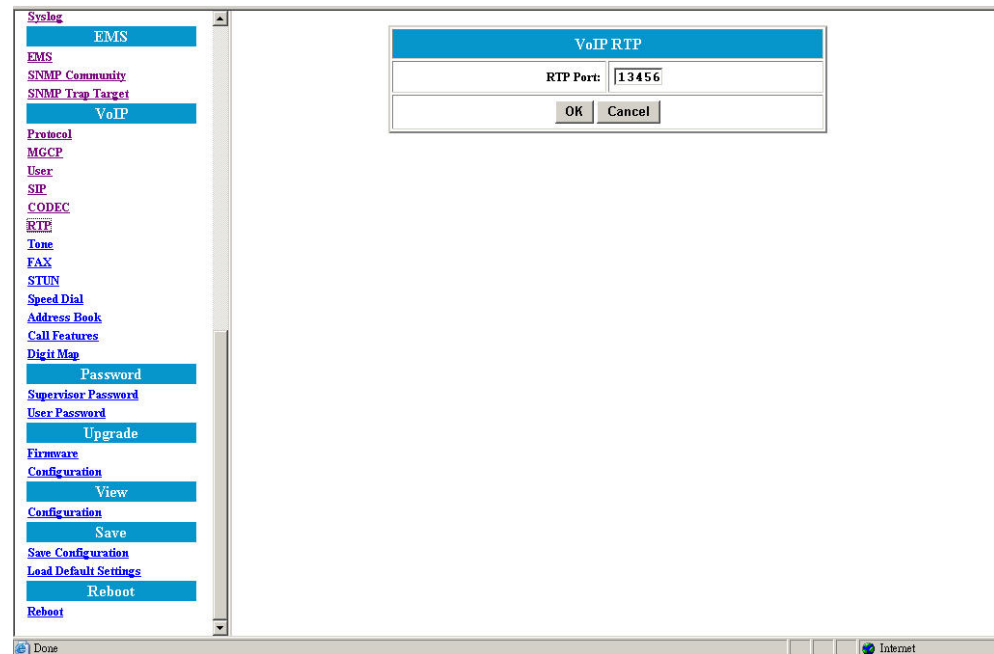 Syslog
EMS
EMS
SNMP Community
SNMP Trap Target
VoIP
Protocol
MGCP
User
SIP
CODEC
RTP
Tone
FAX
STUN
Speed Dial
Address Book
Call Features
Digit Map
Password
Supervisor Password
User Password
Upgrade
Firmware
Configuration
View
Configuration
Save
Save Configuration
Load Default Settings
Reboot
Reboot
VoIP RTP
RTP Port: 13456
OK Cancel
Done Internet